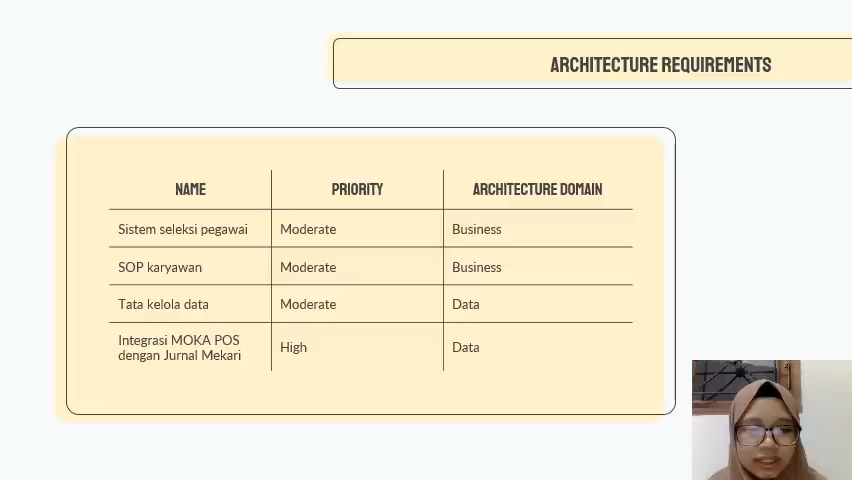 ARCHITECTURE REQUIREMENTS
NAME PRIORITY ARCHITECTURE DOMAIN
Sistem seleksi pegawai Moderate Business
SOP karyawan Moderate Business
Tata kelola data Moderate Data
Integrasi MOKA POS
dengan Jurnal Mekari High Data